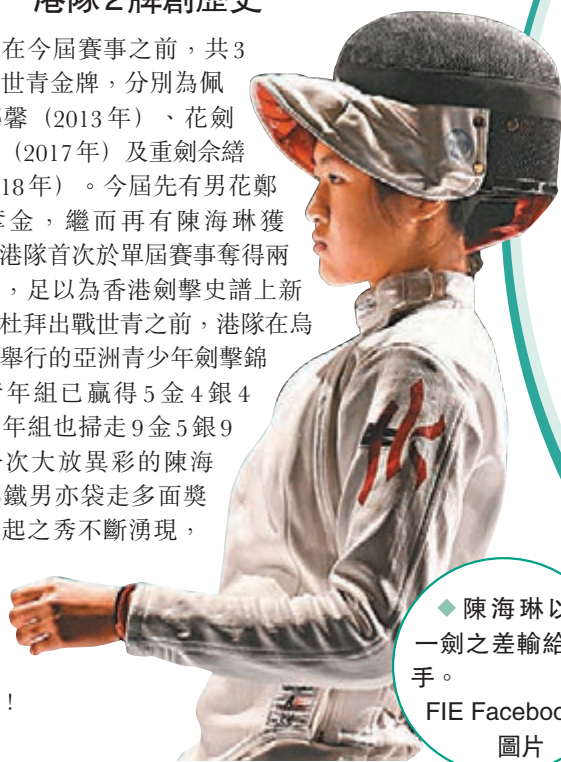 港隊2牌創歷史
在今屆賽事之前，共3
世青金牌，分別為佩
馨（2013年）、花劍
（2017年）及重劍佘繕
18年）。今屆先有男花鄭
奪金，繼而再有陳海琳獲
港隊首次於單屆賽事奪得兩
，足以為香港劍擊史譜上新
杜拜出戰世青之前，港隊在烏
舉行的亞洲青少年劍擊錦
年組已贏得5金4銀4
年組也掃走9金5銀9
次大放異彩的陳海
鐵男亦袋走多面獎
起之秀不斷湧現，
！
◆陳海琳以
一劍之差輸給
手。
FIE Facebook
圖片